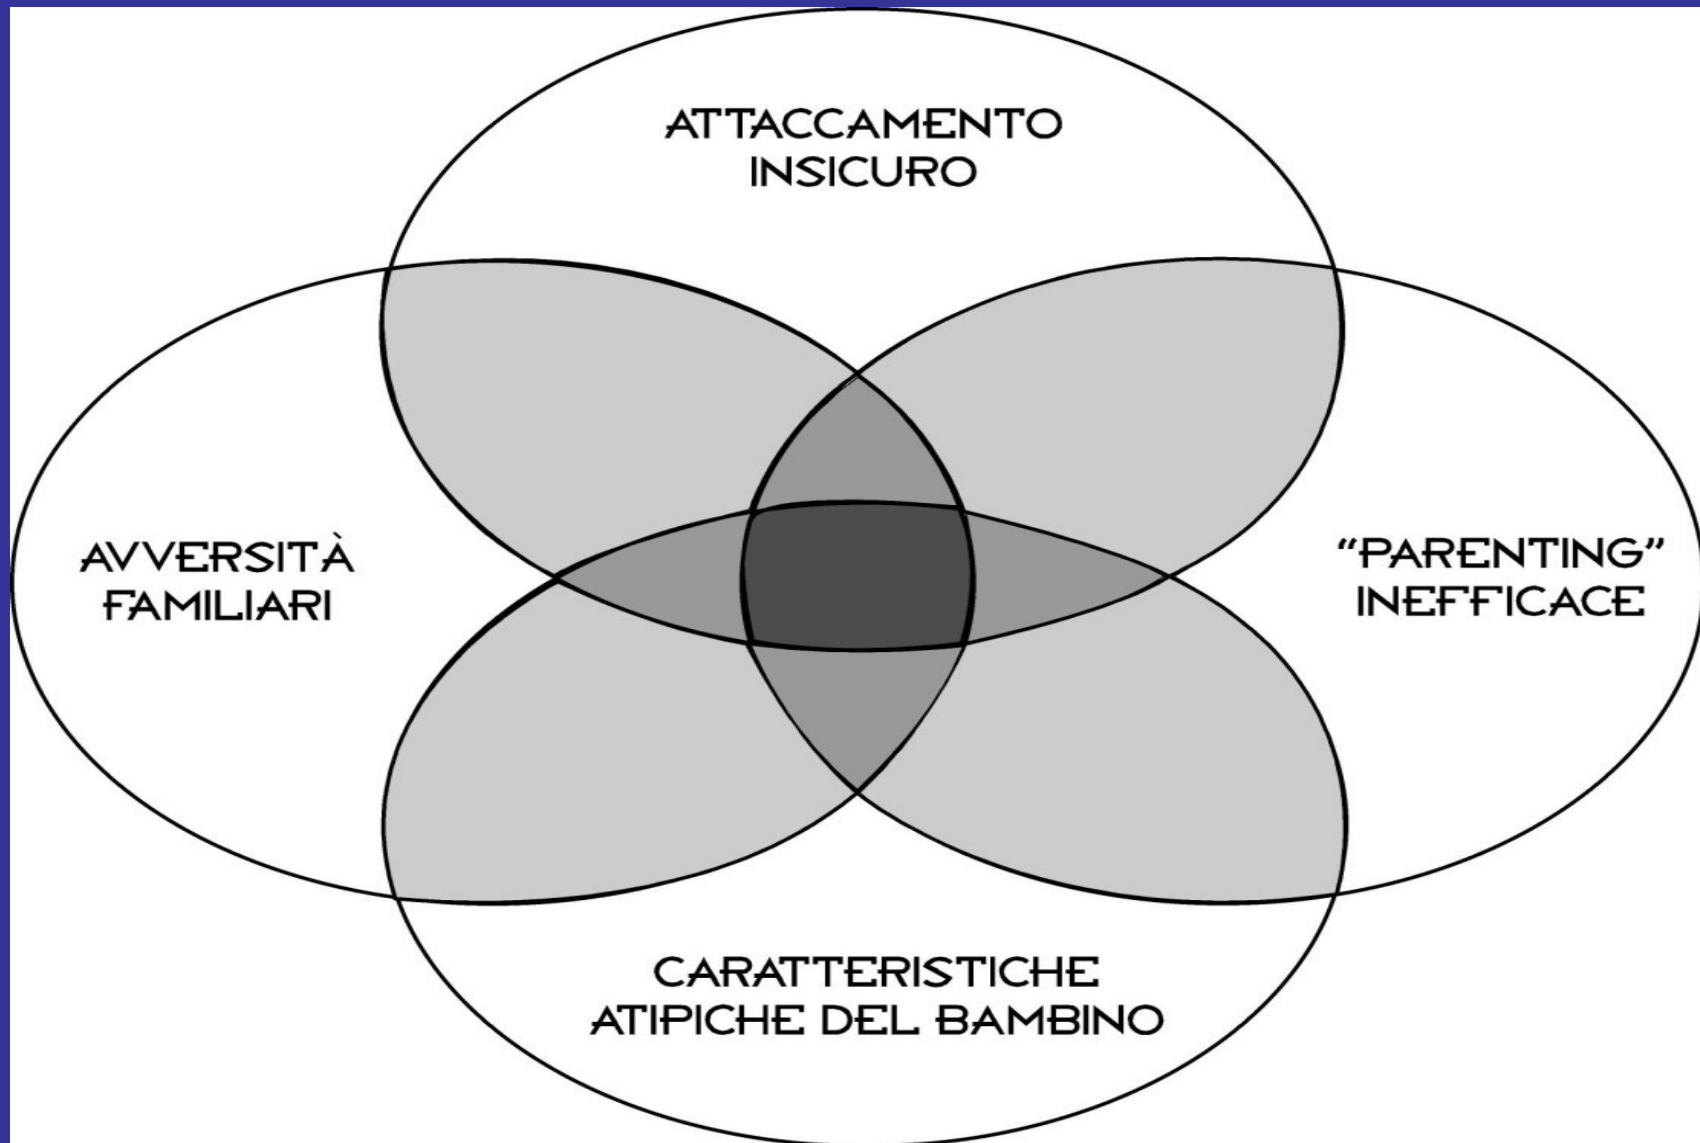 ATTACCAMENTO
INSICURO
AVVERSITÀ
FAMILIARI
“PARENTING”
INEFFICACE
CARATTERISTICHE
ATIPICHE DEL BAMBINO